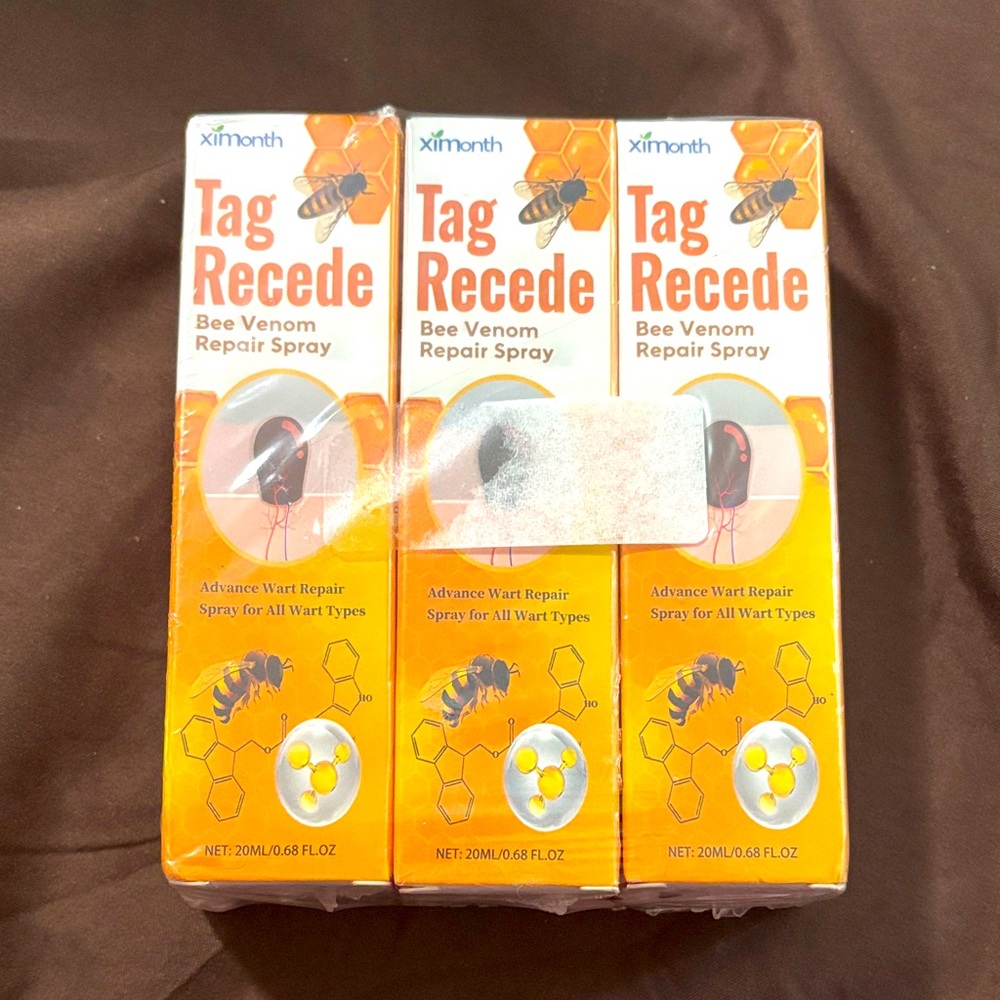 ximonth
Tag
Recede
Bee Venom
Repair Spray
Advance Wart Repair
Spray for All Wart Types
HO
O
O
NET: 20ML/0.68 FL.OZ
ximonth
Tag
Recede
Bee Venom
Repair Spray
Advance Wart Repair
Spray for All Wart Types
HO
O
O
NET: 20ML/0.68 FL.OZ
ximonth
Tag
Recede
Bee Venom
Repair Spray
Advance Wart Repair
Spray for All Wart Types
HO
O
O
NET: 20ML/0.68 FL.OZ